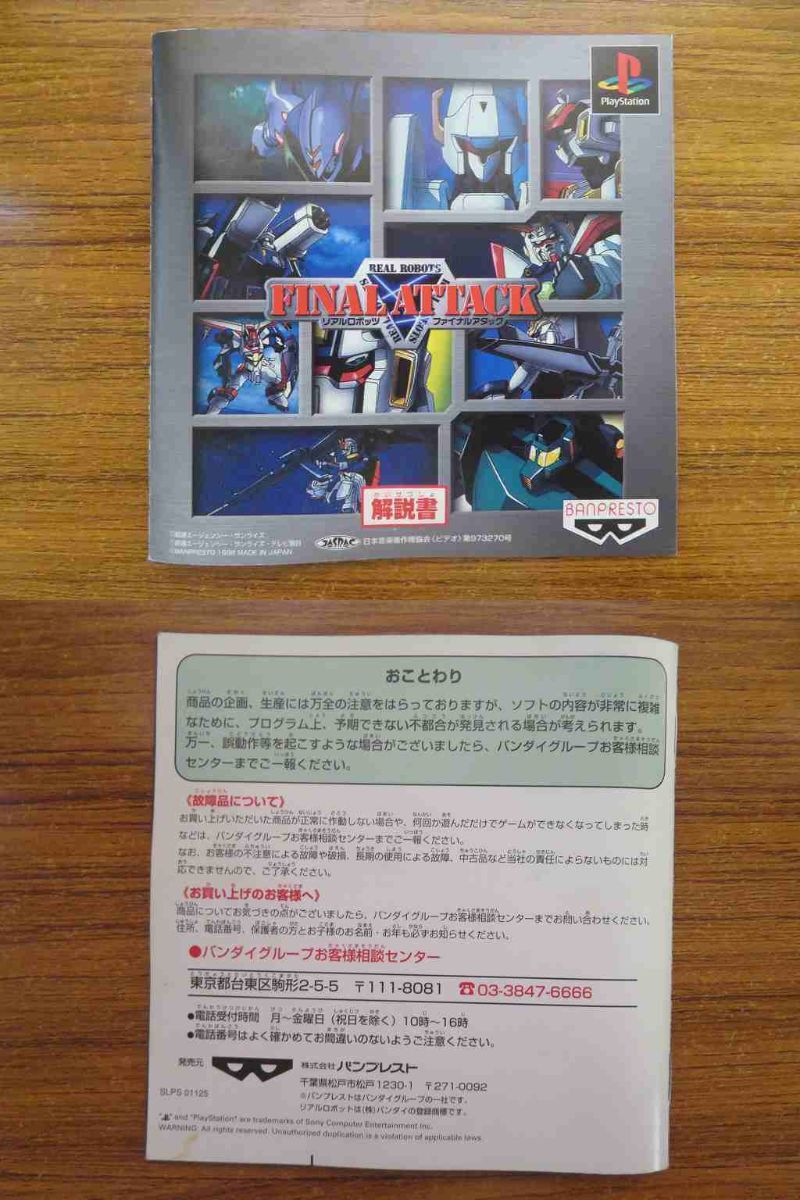 PlayStation
REAL ROBOTS
FINAL ATTACK
リアルロボッツ ファイナルアタック
かいせつしょ
解説書
BANPRESTO
©創通エージェンシー・サンライズ
©創通エージェンシー・サンライズ・テレビ朝日
©BANPRESTO 1998 MADE IN JAPAN
JASRAC 日本音楽著作権協会(ビデオ)第973270号
おことわり
商品の企画、生産には万全の注意をはらっておりますが、ソフトの内容が非常に複雑
なために、プログラム上、予期できない不都合が発見される場合が考えられます。
万一、誤動作等を起こすような場合がございましたら、バンダイグループお客様相談
センターまでご一報ください。
《故障品について》
お買い上げいただいた商品が正常に作動しない場合や、何回か遊んだだけでゲームができなくなってしまった時
などは、バンダイグループお客様相談センターまでご一報ください。
なお、お客様の不注意による故障や破損、長期の使用による故障、中古品など当社の責任によらないものには対
応できませんので、ご了承ください。
《お買い上げのお客様へ》
商品についてお気づきの点がございましたら、バンダイグループお客様相談センターまでお問い合わせください。
住所、電話番号、保護者の方とお子様のお名前・お年も必ずお知らせください。
●バンダイグループお客様相談センター
東京都台東区駒形2-5-5 〒111-8081 ☎03-3847-6666
●電話受付時間 月〜金曜日(祝日を除く)10時〜16時
●電話番号はよく確かめてお間違いのないようご注意ください。
発売元 株式会社 バンプレスト
千葉県松戸市松戸1230-1 〒271-0092
※バンプレストはバンダイグループの一社です。
リアルロボットは(株)バンダイの登録商標です。
SLPS 01125
" " and "PlayStation" are trademarks of Sony Computer Entertainment Inc.
WARNING: All rights reserved. Unauthorized duplication is a violation of applicable laws.